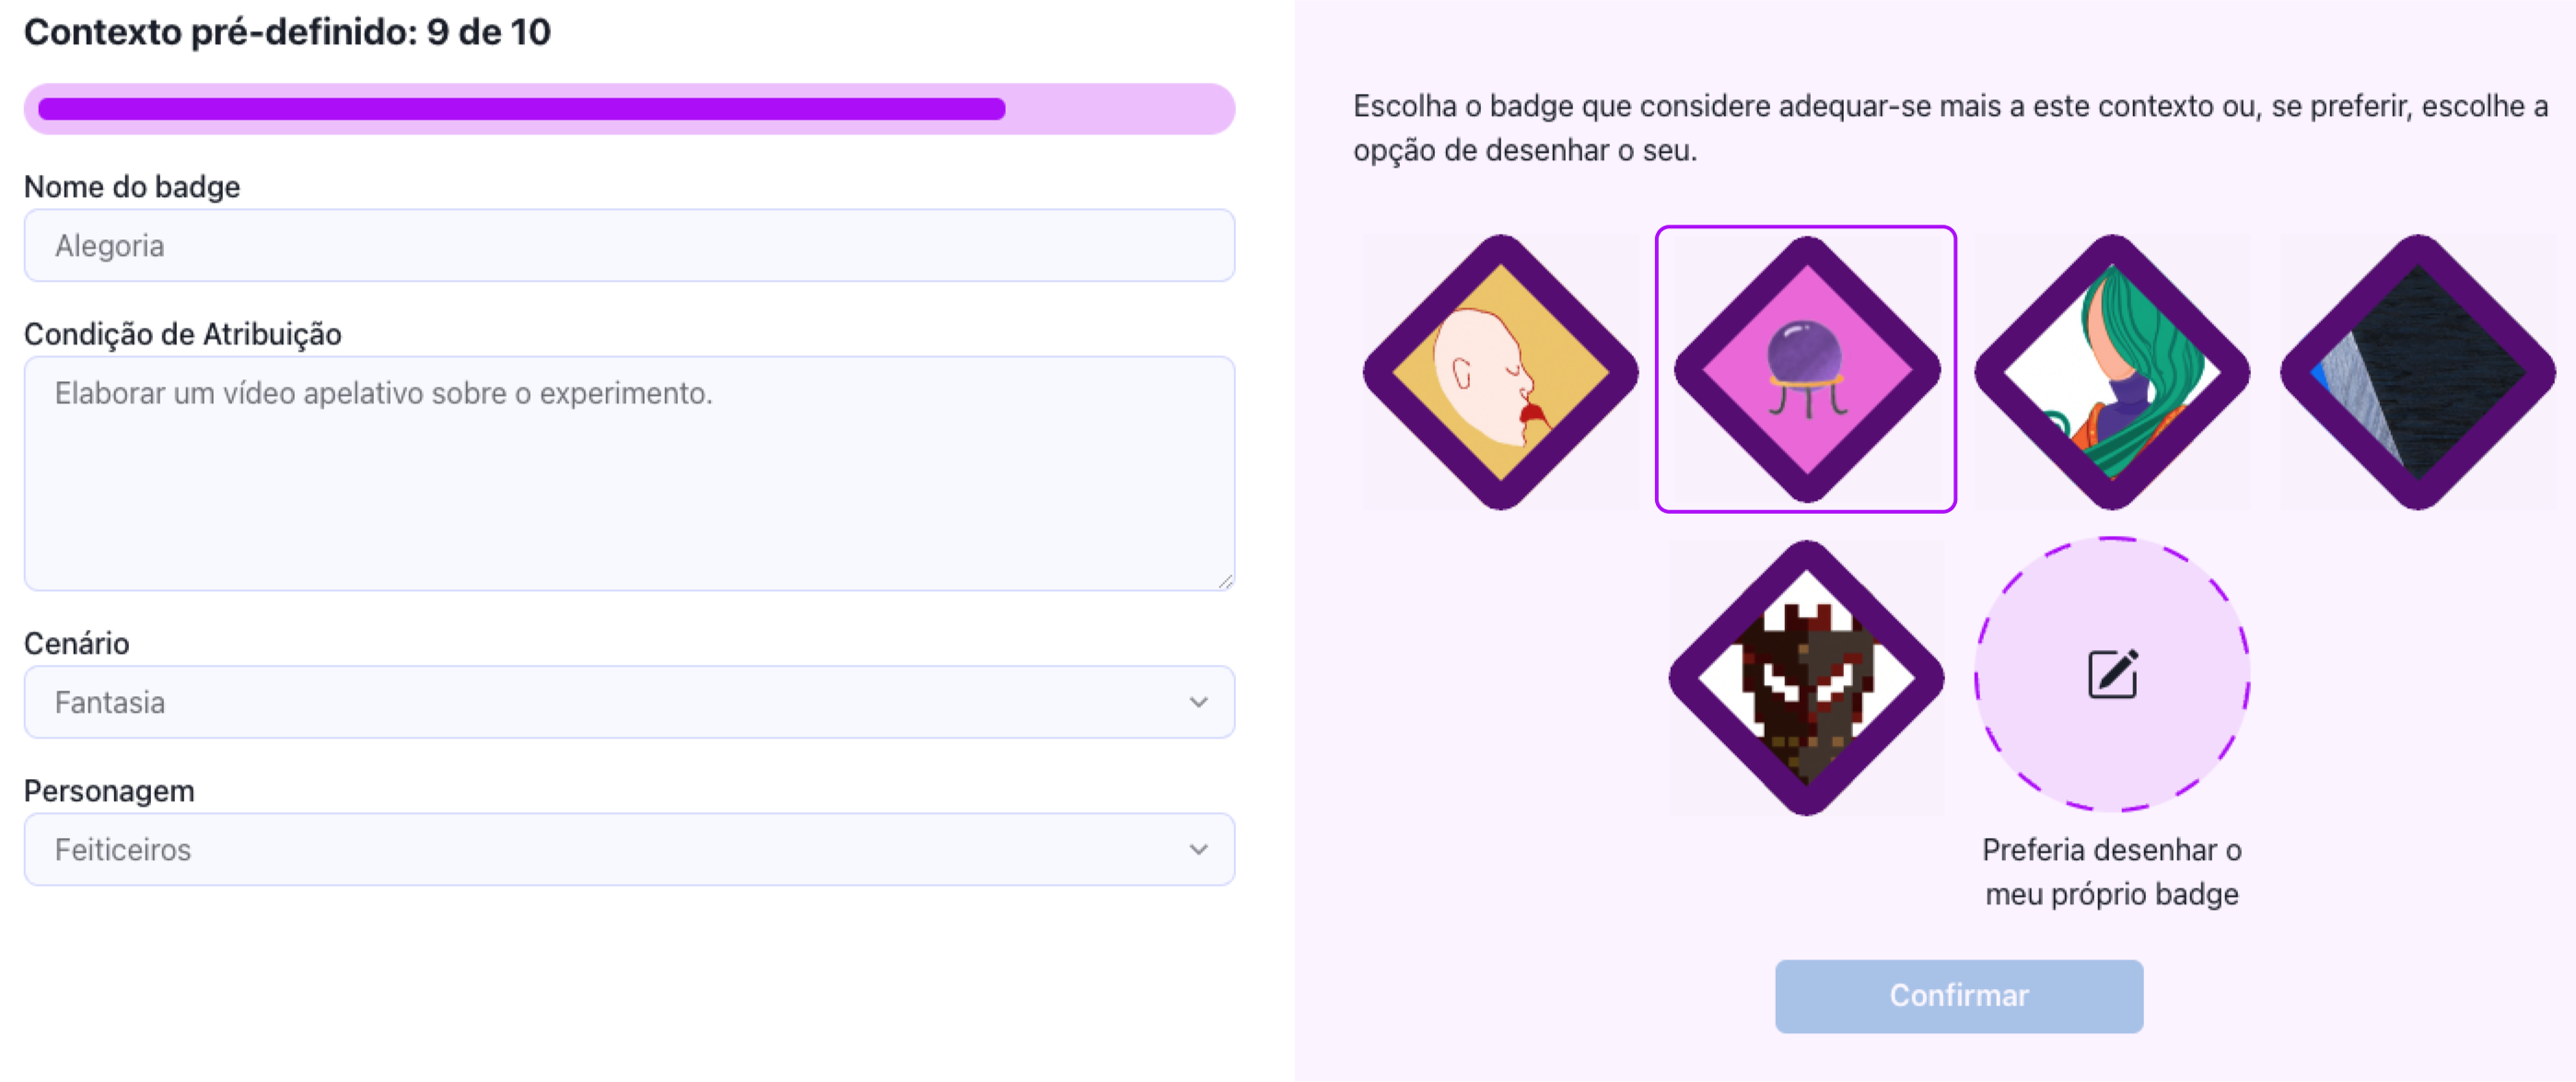 Contexto pré-definido: 9 de 10
Nome do badge
Alegoria
Condição de Atribuição
Elaborar um vídeo apelativo sobre o experimento.
Cenário
Fantasia
Personagem
Feiticeiros
Escolha o badge que considere adequar-se mais a este contexto ou, se preferir, escolhe a
opção de desenhar o seu.
Preferia desenhar o
meu próprio badge
Confirmar